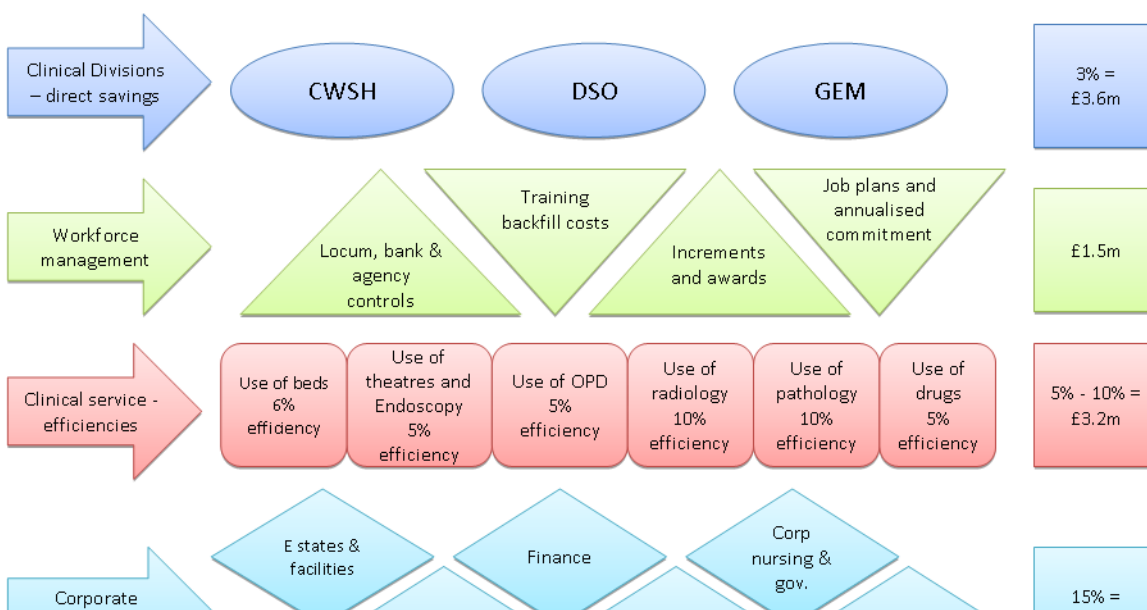 Clinical Divisions
– direct savings
CWSH
DSO
GEM
3% =
£3.6m
Workforce
management
Locum, bank &
agency
controls
Training
backfill costs
Increments
and awards
Job plans and
annualised
commitment
£1.5m
Clinical service -
efficiencies
Use of beds
6%
efficiency
Use of
theatres and
Endoscopy
5%
efficiency
Use of OPD
5%
efficiency
Use of
radiology
10%
efficiency
Use of
pathology
10%
efficiency
Use of
drugs
5%
efficiency
5% - 10% =
£3.2m
Corporate
E states &
facilities
Finance
Corp
nursing &
gov.
15% =